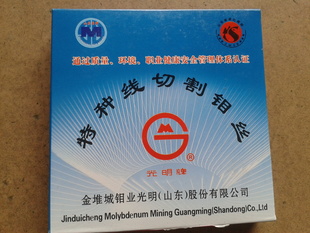 通过质量、环境、职业健康安全管理体系认证
特种线切割钼丝
®
光明牌
金堆城钼业光明(山东)股份有限公司
Jinduicheng Molybdenum Mining Guangming(Shandong)Co.,Ltd